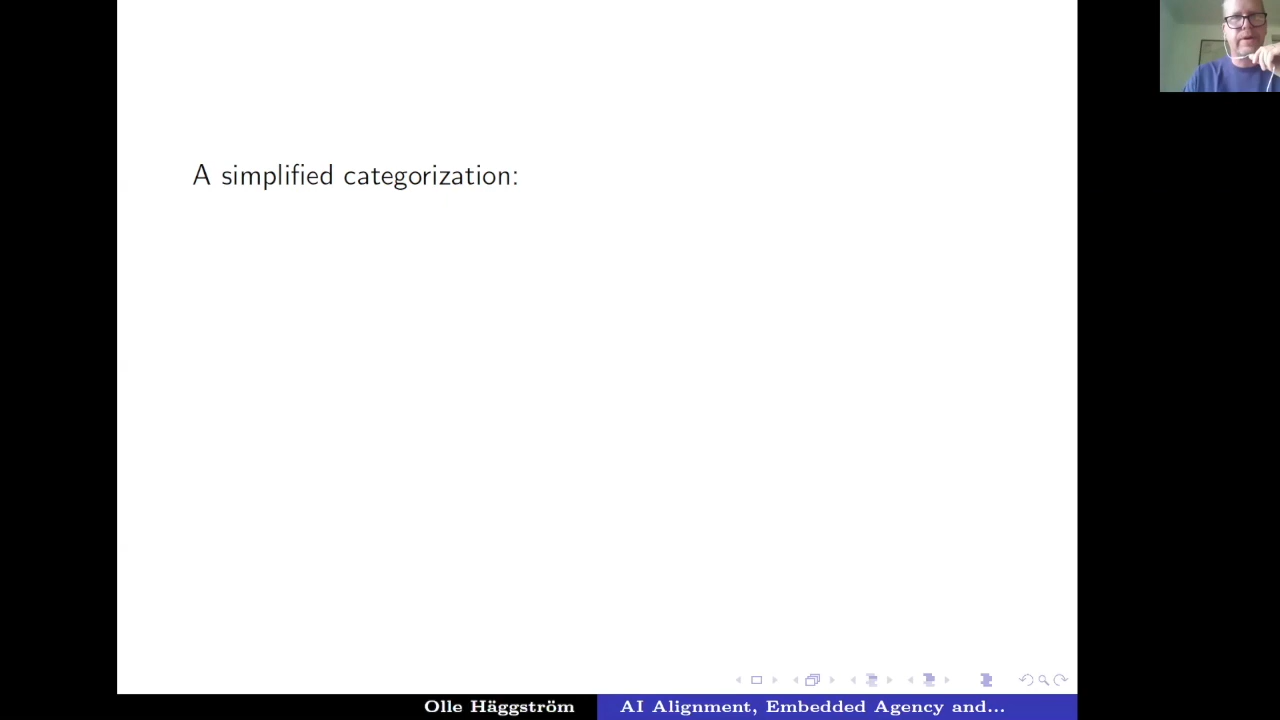 A simplified categorization:
Olle Häggström
AI Alignment, Embedded Agency and...